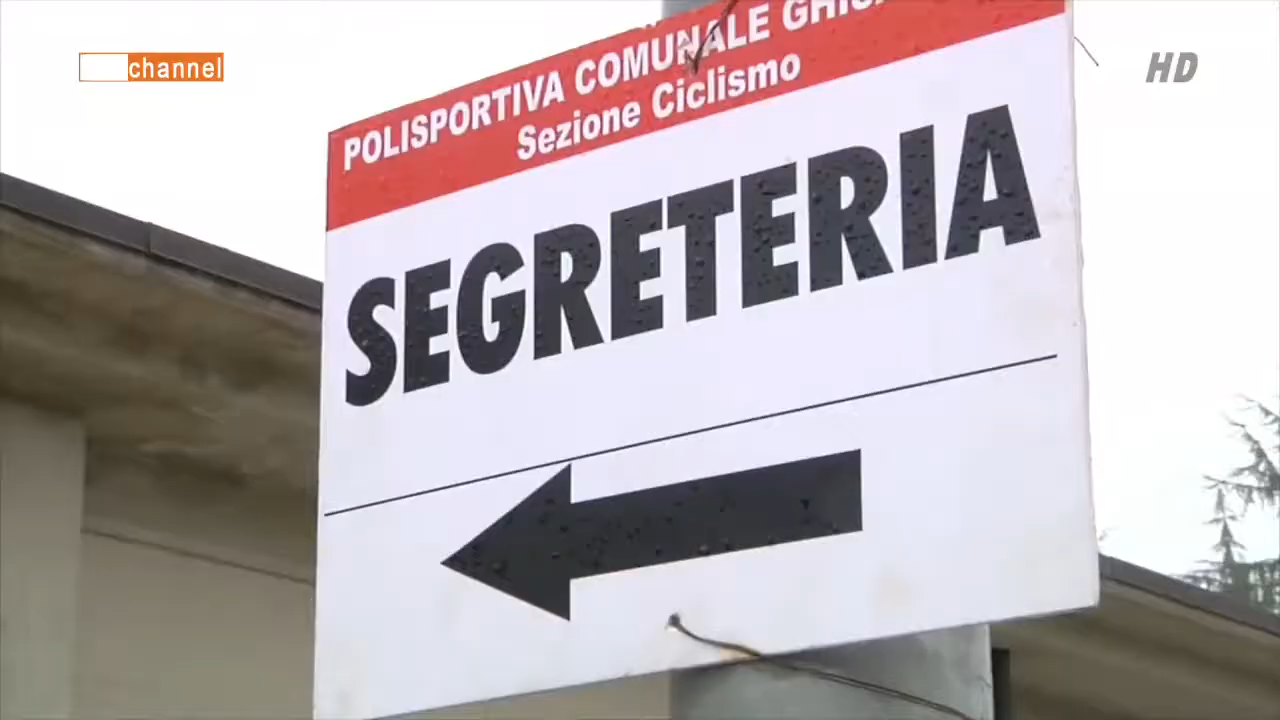 channel
HD
POLISPORTIVA COMUNALE
Sezione Ciclismo
SEGRETERIA